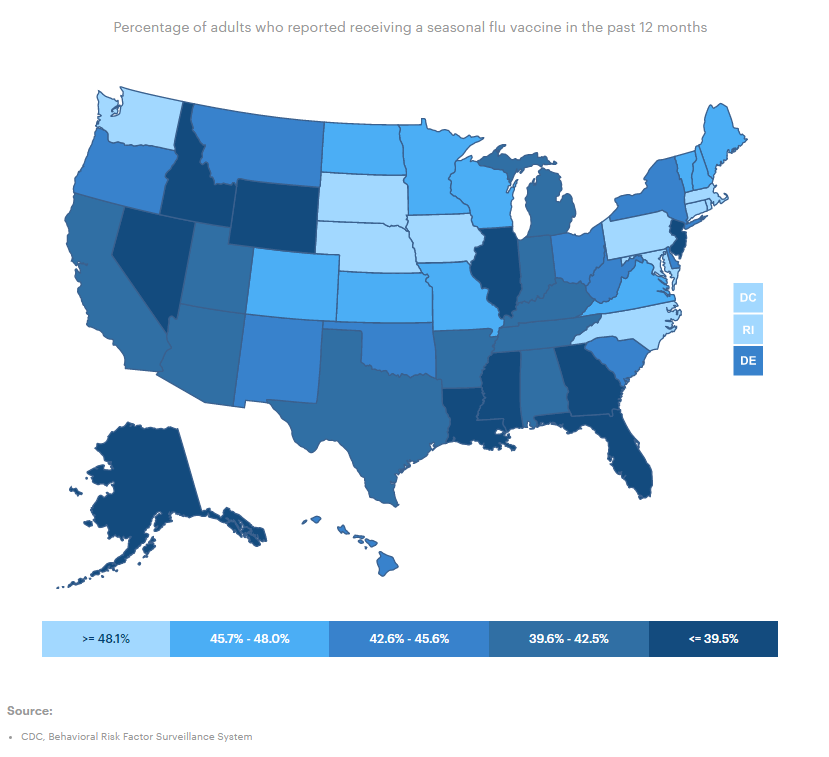 Percentage of adults who reported receiving a seasonal flu vaccine in the past 12 months
DC
RI
DE
>= 48.1% 45.7% - 48.0% 42.6% - 45.6% 39.6% - 42.5% <= 39.5%
Source:
• CDC, Behavioral Risk Factor Surveillance System